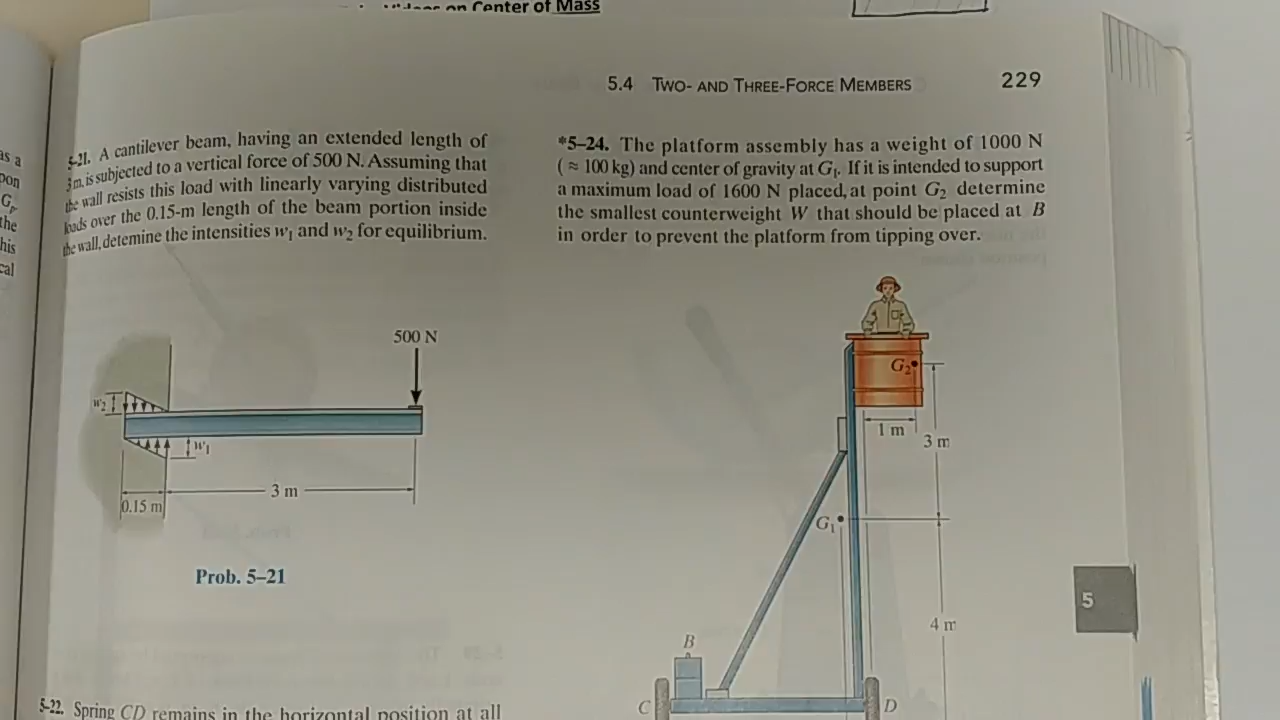 on Center of Mass
5.4 TWO- AND THREE-FORCE MEMBERS 229
5-21. A cantilever beam, having an extended length of
3 m, is subjected to a vertical force of 500 N. Assuming that
the wall resists this load with linearly varying distributed
loads over the 0.15-m length of the beam portion inside
the wall, detemine the intensities w1 and w2 for equilibrium.
500 N
w2
w1
3 m
0.15 m
Prob. 5–21
5-22. Spring CD remains in the horizontal position at all
*5–24. The platform assembly has a weight of 1000 N
(≈ 100 kg) and center of gravity at G1. If it is intended to support
a maximum load of 1600 N placed, at point G2 determine
the smallest counterweight W that should be placed at B
in order to prevent the platform from tipping over.
G2
1 m
3 m
G1
4 m
B
C
D
5
as a
the
his
cal